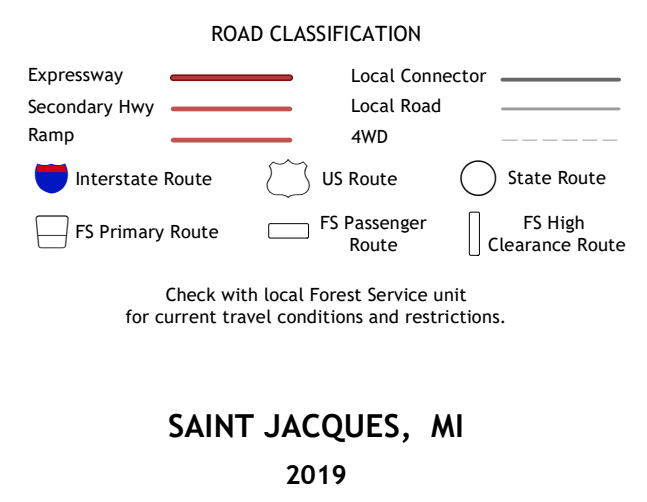 ROAD CLASSIFICATION
Expressway
Local Connector
Secondary Hwy
Local Road
Ramp
4WD
Interstate Route
US Route
State Route
FS Primary Route
FS Passenger
Route
FS High
Clearance Route
Check with local Forest Service unit
for current travel conditions and restrictions.
SAINT JACQUES, MI
2019